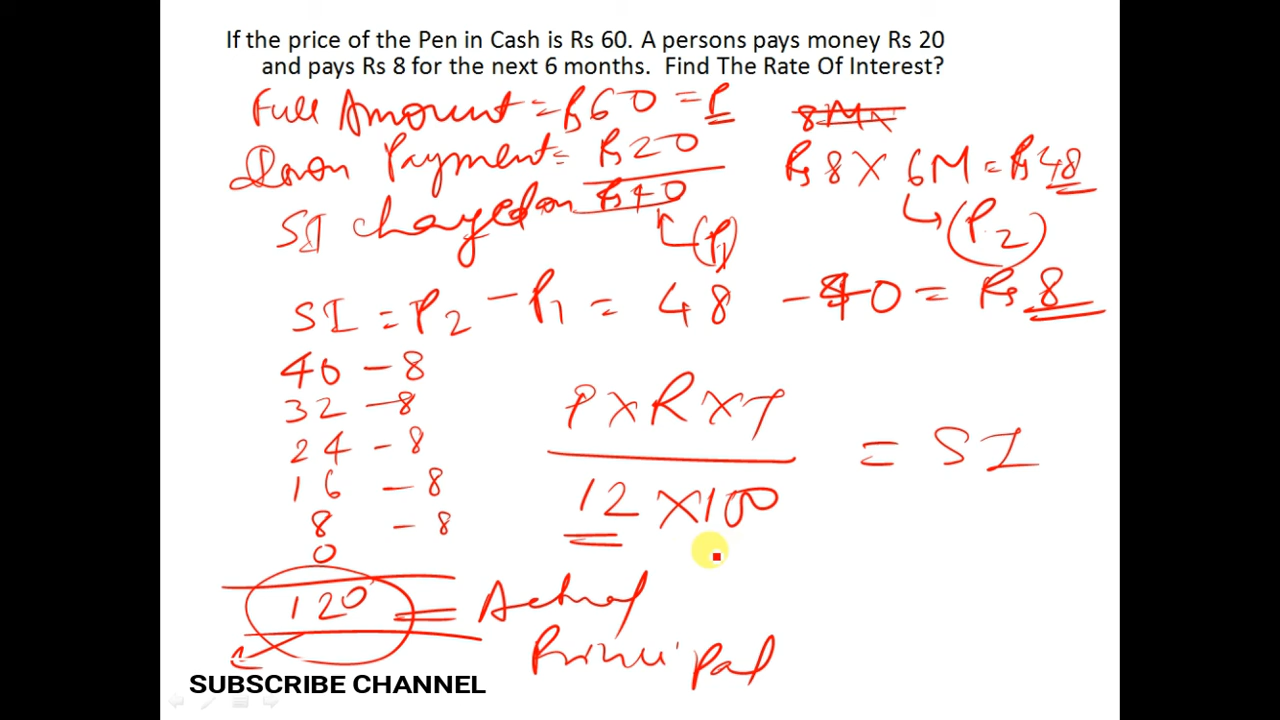 If the price of the Pen in Cash is Rs 60. A persons pays money Rs 20
and pays Rs 8 for the next 6 months. Find The Rate Of Interest?
Full Amount = Rs 60 = P
Down Payment = Rs 20
SI charged on Rs 40
(P1)
Rs 8 X 6M = Rs 48
(P2)
SI = P2 - P1 = 48 - 40 = Rs 8
40 - 8
32 - 8
24 - 8
16 - 8
8 - 8
0
120 = Actual
Principal
P X R X T
12 X 100
= SI
SUBSCRIBE CHANNEL